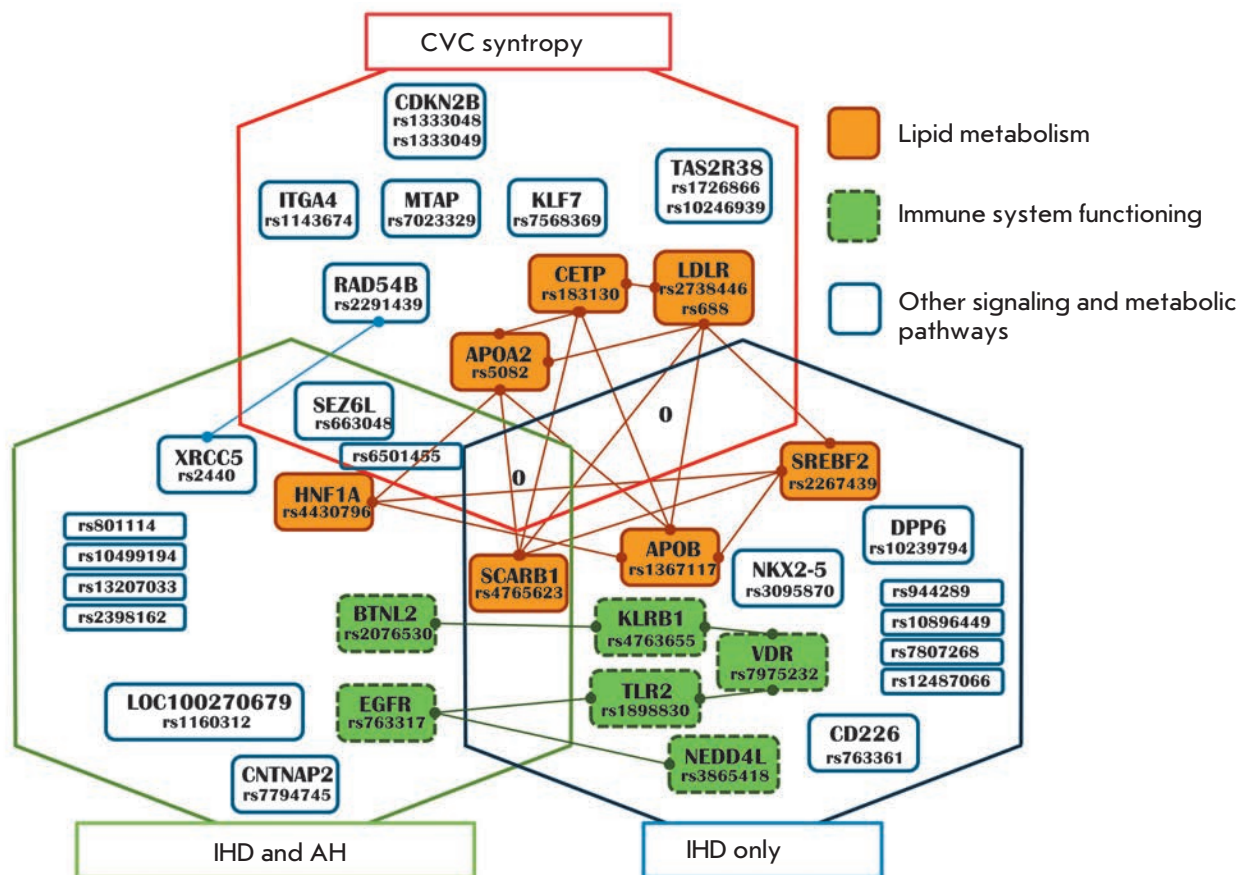 CVC syntropy
CDKN2B
rs1333048
rs1333049
Lipid metabolism
TAS2R38
rs1726866
rs10246939
ITGA4
rs1143674
MTAP
rs7023329
KLF7
rs7568369
Immune system functioning
CETP
rs183130
LDLR
rs2738446
rs688
RAD54B
rs2291439
Other signaling and metabolic
pathways
APOA2
rs5082
SEZ6L
rs663048
0
XRCC5
rs2440
rs6501455
0
SREBF2
rs2267439
HNF1A
rs4430796
rs801114
rs10499194
rs13207033
rs2398162
DPP6
rs10239794
SCARB1
rs4765623
APOB
rs1367117
NKX2-5
rs3095870
rs944289
rs10896449
rs7807268
rs12487066
BTNL2
rs2076530
KLRB1
rs4763655
VDR
rs7975232
LOC100270679
rs1160312
EGFR
rs763317
TLR2
rs1898830
CD226
rs763361
NEDD4L
rs3865418
CNTNAP2
rs7794745
IHD and AH
IHD only